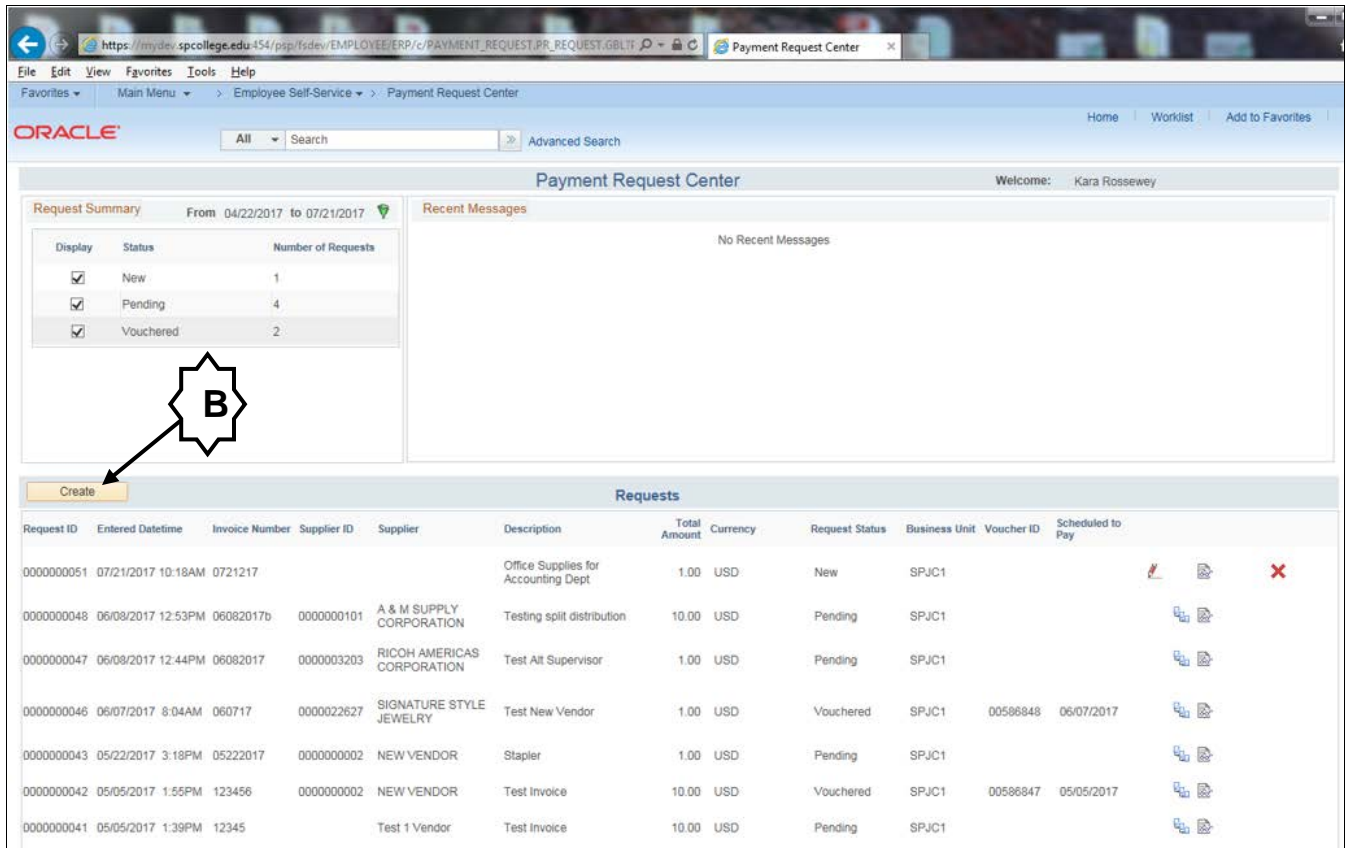 https://mydev.spcollege.edu:454/psp/fsdev/EMPLOYEE/ERP/c/PAYMENT_REQUEST.PR_REQUEST.GBL?F Payment Request Center
File Edit View Favorites Tools Help
Favorites Main Menu > Employee Self-Service > Payment Request Center
Home Worklist Add to Favorites
ORACLE All Search Advanced Search
Payment Request Center Welcome: Kara Rossewey
Request Summary From 04/22/2017 to 07/21/2017 Recent Messages
No Recent Messages
Display Status Number of Requests
New 1
Pending 4
Vouchered 2
B
Create Requests
Request ID Entered Datetime Invoice Number Supplier ID Supplier Description Total Amount Currency Request Status Business Unit Voucher ID Scheduled to Pay
0000000051 07/21/2017 10:18AM 0721217 Office Supplies for Accounting Dept 1.00 USD New SPJC1
0000000048 06/08/2017 12:53PM 06082017b 0000000101 A & M SUPPLY CORPORATION Testing split distribution 10.00 USD Pending SPJC1
0000000047 06/08/2017 12:44PM 06082017 0000003203 RICOH AMERICAS CORPORATION Test Alt Supervisor 1.00 USD Pending SPJC1
0000000046 06/07/2017 8:04AM 060717 0000022627 SIGNATURE STYLE JEWELRY Test New Vendor 1.00 USD Vouchered SPJC1 00586848 06/07/2017
0000000043 05/22/2017 3:18PM 05222017 0000000002 NEW VENDOR Stapler 1.00 USD Pending SPJC1
0000000042 05/05/2017 1:55PM 123456 0000000002 NEW VENDOR Test Invoice 10.00 USD Vouchered SPJC1 00586847 05/05/2017
0000000041 05/05/2017 1:39PM 12345 Test 1 Vendor Test Invoice 10.00 USD Pending SPJC1